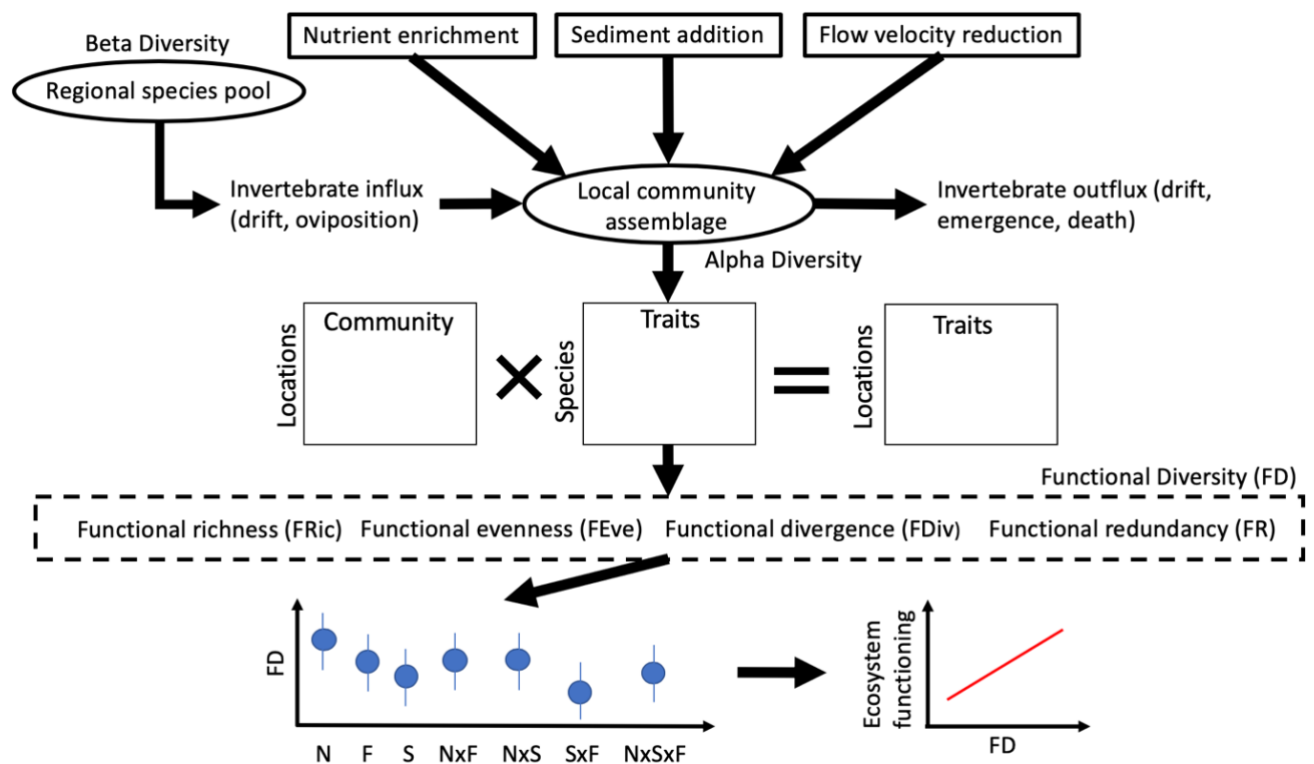 Beta Diversity
Regional species pool
Nutrient enrichment
Sediment addition
Flow velocity reduction
Invertebrate influx
(drift, oviposition)
Local community
assemblage
Invertebrate outflux (drift,
emergence, death)
Alpha Diversity
Locations
Community
Species
Traits
Locations
Traits
Functional Diversity (FD)
Functional richness (FRic)
Functional evenness (FEve)
Functional divergence (FDiv)
Functional redundancy (FR)
FD
N F S NxF NxS SxF NxSxF
Ecosystem
functioning
FD